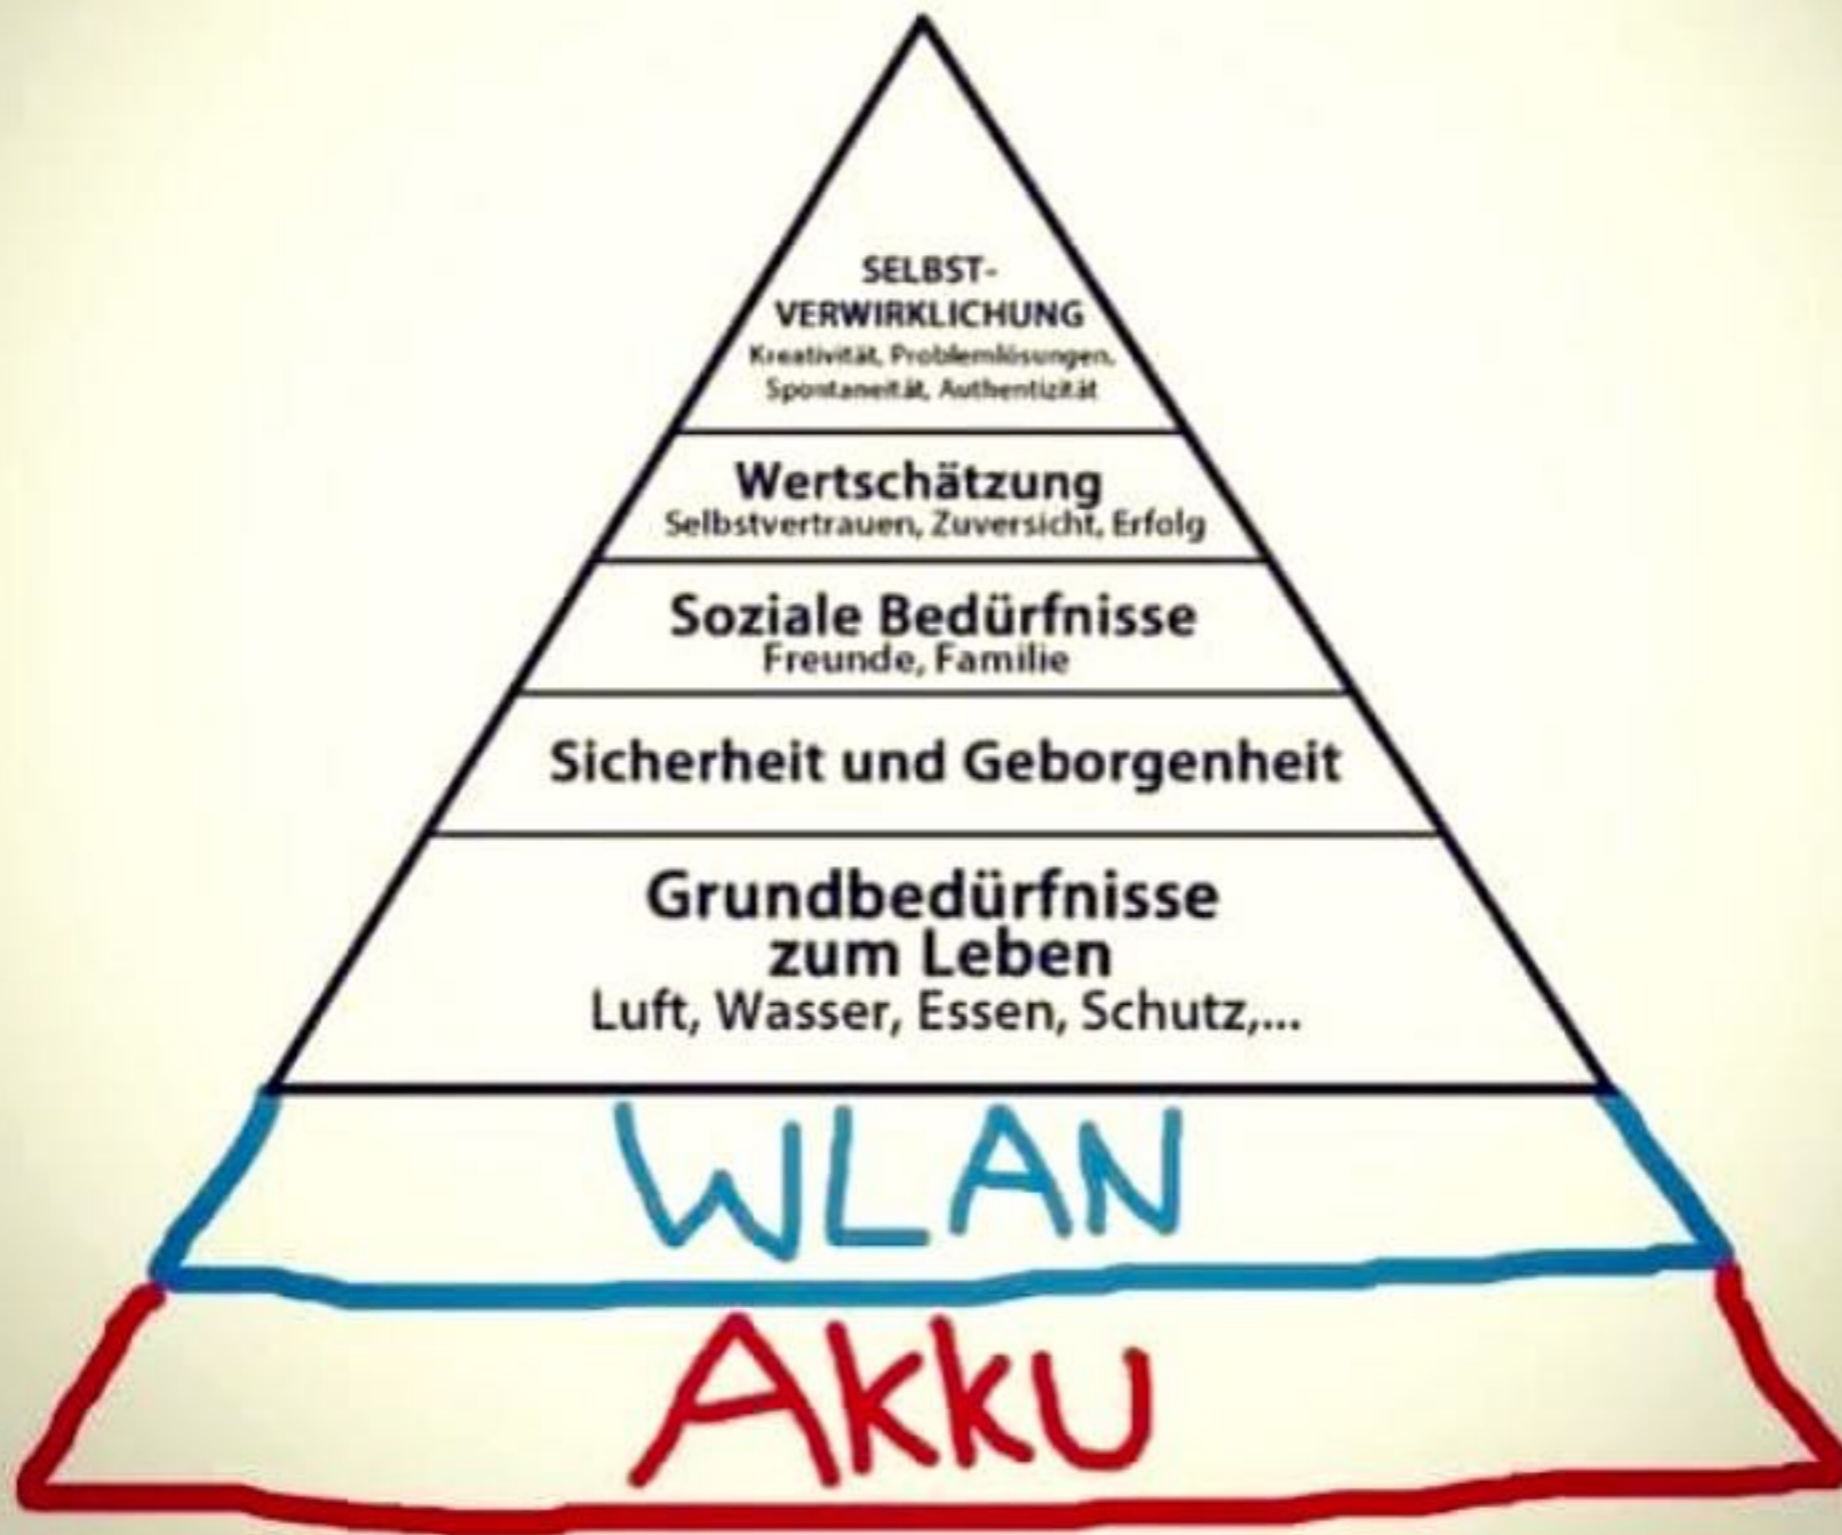 SELBST-
VERWIRKLICHUNG
Kreativität, Problemlösungen,
Spontaneität, Authentizität
Wertschätzung
Selbstvertrauen, Zuversicht, Erfolg
Soziale Bedürfnisse
Freunde, Familie
Sicherheit und Geborgenheit
Grundbedürfnisse
zum Leben
Luft, Wasser, Essen, Schutz,...
WLAN
Akku